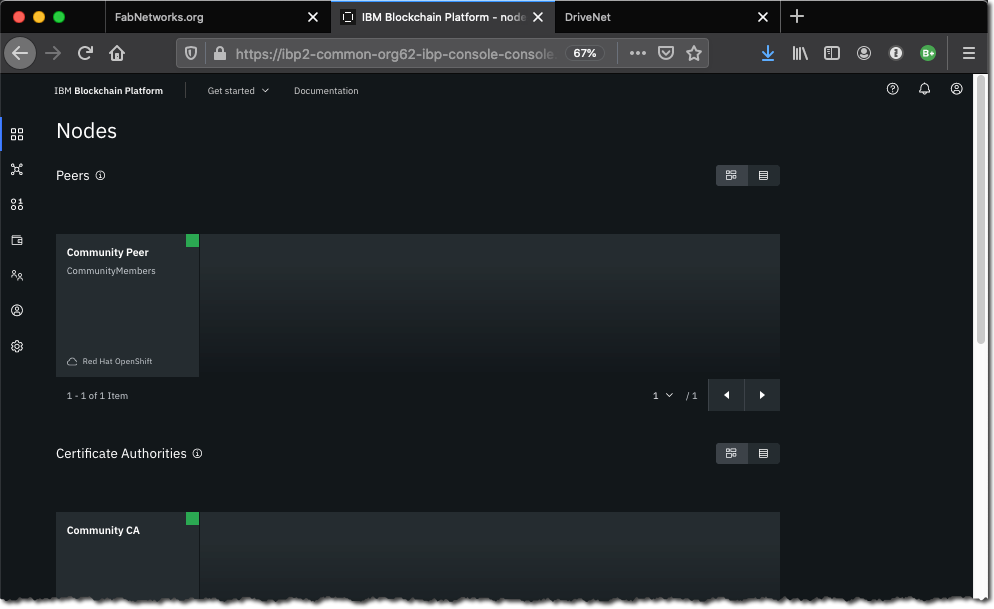 FabNetworks.org
IBM Blockchain Platform - node
DriveNet
https://ibp2-common-org62-ibp-console-console.
67%
B+
IBM Blockchain Platform
Get started
Documentation
Nodes
Peers
Community Peer
CommunityMembers
Red Hat OpenShift
1 - 1 of 1 Item
1
/ 1
Certificate Authorities
Community CA